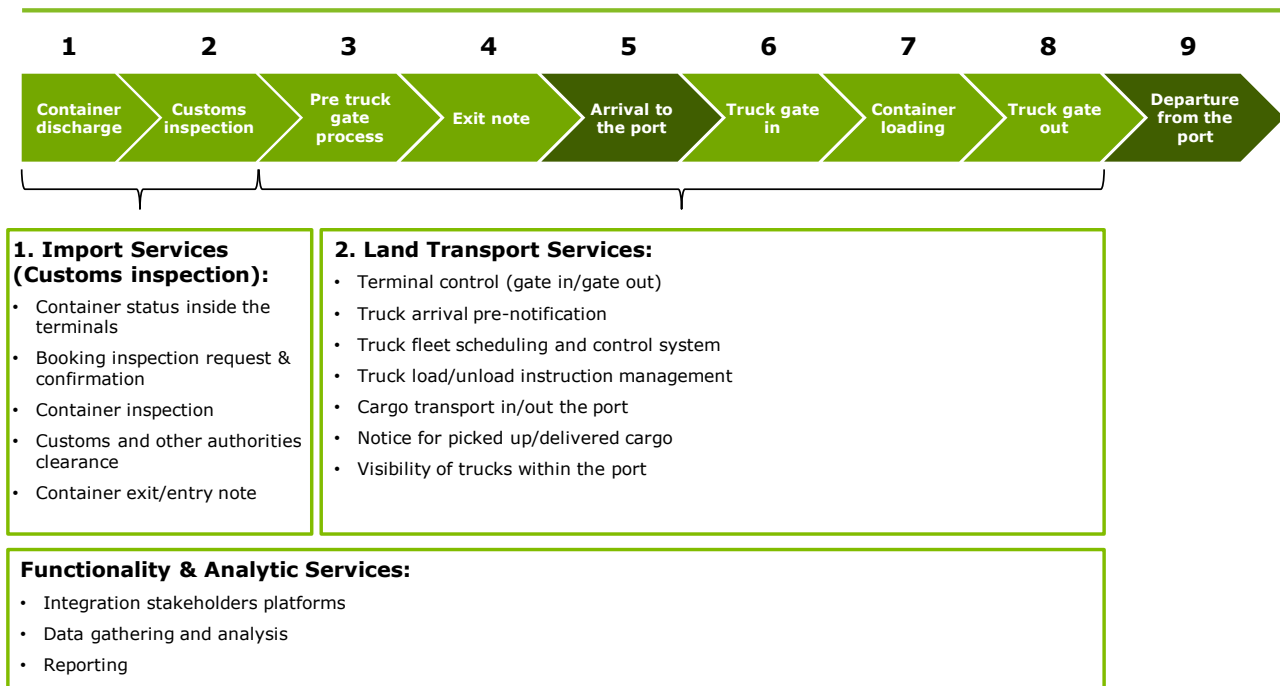 1 2 3 4 5 6 7 8 9
Container
discharge
Customs
inspection
Pre truck
gate
process
Exit note
Arrival to
the port
Truck gate
in
Container
loading
Truck gate
out
Departure
from the
port
1. Import Services
(Customs inspection):
• Container status inside the
terminals
• Booking inspection request &
confirmation
• Container inspection
• Customs and other authorities
clearance
• Container exit/entry note
2. Land Transport Services:
• Terminal control (gate in/gate out)
• Truck arrival pre-notification
• Truck fleet scheduling and control system
• Truck load/unload instruction management
• Cargo transport in/out the port
• Notice for picked up/delivered cargo
• Visibility of trucks within the port
Functionality & Analytic Services:
• Integration stakeholders platforms
• Data gathering and analysis
• Reporting